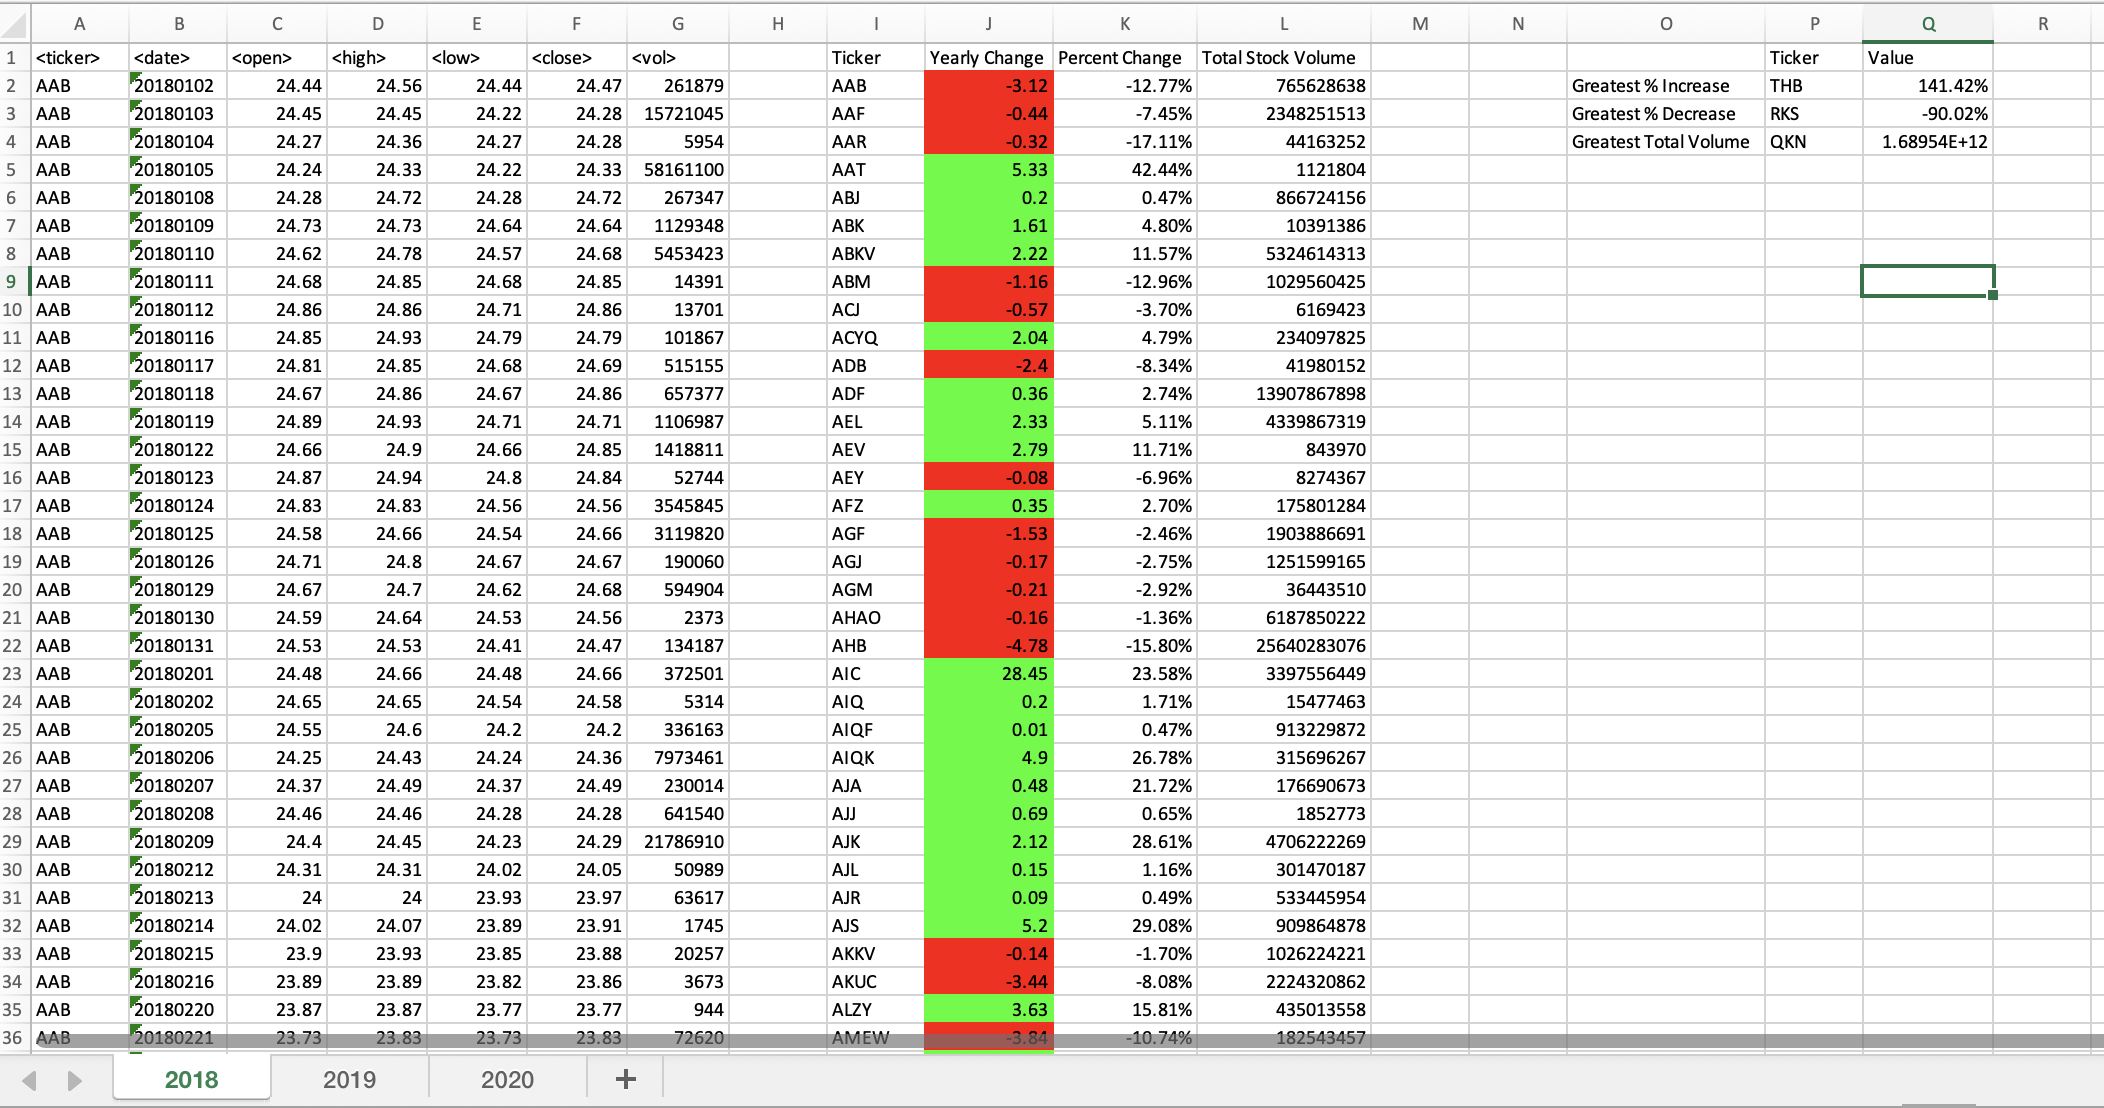 A B C D E F G H I J K L M N O P Q R
1 <ticker> <date> <open> <high> <low> <close> <vol> Ticker Yearly Change Percent Change Total Stock Volume Ticker Value
2 AAB 20180102 24.44 24.56 24.44 24.47 261879 AAB -3.12 -12.77% 765628638 Greatest % Increase THB 141.42%
3 AAB 20180103 24.45 24.45 24.22 24.28 15721045 AAF -0.44 -7.45% 2348251513 Greatest % Decrease RKS -90.02%
4 AAB 20180104 24.27 24.36 24.27 24.28 5954 AAR -0.32 -17.11% 44163252 Greatest Total Volume QKN 1.68954E+12
5 AAB 20180105 24.24 24.33 24.22 24.33 58161100 AAT 5.33 42.44% 1121804
6 AAB 20180108 24.28 24.72 24.28 24.72 267347 ABJ 0.2 0.47% 866724156
7 AAB 20180109 24.73 24.73 24.64 24.64 1129348 ABK 1.61 4.80% 10391386
8 AAB 20180110 24.62 24.78 24.57 24.68 5453423 ABKV 2.22 11.57% 5324614313
9 AAB 20180111 24.68 24.85 24.68 24.85 14391 ABM -1.16 -12.96% 1029560425
10 AAB 20180112 24.86 24.86 24.71 24.86 13701 ACJ -0.57 -3.70% 6169423
11 AAB 20180116 24.85 24.93 24.79 24.79 101867 ACYQ 2.04 4.79% 234097825
12 AAB 20180117 24.81 24.85 24.68 24.69 515155 ADB -2.4 -8.34% 41980152
13 AAB 20180118 24.67 24.86 24.67 24.86 657377 ADF 0.36 2.74% 13907867898
14 AAB 20180119 24.89 24.93 24.71 24.71 1106987 AEL 2.33 5.11% 4339867319
15 AAB 20180122 24.66 24.9 24.66 24.85 1418811 AEV 2.79 11.71% 843970
16 AAB 20180123 24.87 24.94 24.8 24.84 52744 AEY -0.08 -6.96% 8274367
17 AAB 20180124 24.83 24.83 24.56 24.56 3545845 AFZ 0.35 2.70% 175801284
18 AAB 20180125 24.58 24.66 24.54 24.66 3119820 AGF -1.53 -2.46% 1903886691
19 AAB 20180126 24.71 24.8 24.67 24.67 190060 AGJ -0.17 -2.75% 1251599165
20 AAB 20180129 24.67 24.7 24.62 24.68 594904 AGM -0.21 -2.92% 36443510
21 AAB 20180130 24.59 24.64 24.53 24.56 2373 AHAO -0.16 -1.36% 6187850222
22 AAB 20180131 24.53 24.53 24.41 24.47 134187 AHB -4.78 -15.80% 25640283076
23 AAB 20180201 24.48 24.66 24.48 24.66 372501 AIC 28.45 23.58% 3397556449
24 AAB 20180202 24.65 24.65 24.54 24.58 5314 AIQ 0.2 1.71% 15477463
25 AAB 20180205 24.55 24.6 24.2 24.2 336163 AIQF 0.01 0.47% 913229872
26 AAB 20180206 24.25 24.43 24.24 24.36 7973461 AIQK 4.9 26.78% 315696267
27 AAB 20180207 24.37 24.49 24.37 24.49 230014 AJA 0.48 21.72% 176690673
28 AAB 20180208 24.46 24.46 24.28 24.28 641540 AJJ 0.69 0.65% 1852773
29 AAB 20180209 24.4 24.45 24.23 24.29 21786910 AJK 2.12 28.61% 4706222269
30 AAB 20180212 24.31 24.31 24.02 24.05 50989 AJL 0.15 1.16% 301470187
31 AAB 20180213 24 24 23.93 23.97 63617 AJR 0.09 0.49% 533445954
32 AAB 20180214 24.02 24.07 23.89 23.91 1745 AJS 5.2 29.08% 909864878
33 AAB 20180215 23.9 23.93 23.85 23.88 20257 AKKV -0.14 -1.70% 1026224221
34 AAB 20180216 23.89 23.89 23.82 23.86 3673 AKUC -3.44 -8.08% 2224320862
35 AAB 20180220 23.87 23.87 23.77 23.77 944 ALZY 3.63 15.81% 435013558
36 AAB 20180221 23.73 23.83 23.73 23.83 72620 AMEW -3.84 -10.74% 182543457
2018 2019 2020 +